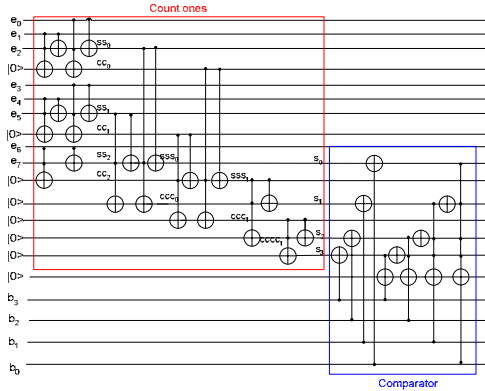 Count ones
e0
e1
e2 ss0
|0> cc0
e3
e4
e5 ss1
|0> cc1
e6
e7 ss2 sss0 s0
|0> cc2 sss1
|0> ccc0 s1
|0> ccc1
|0> cccc1 s2
|0> s3
|0>
b3
b2
b1
b0
Comparator